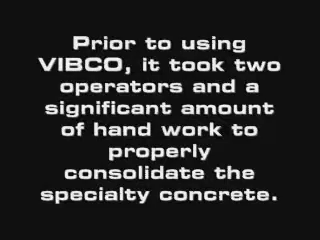 Prior to using
VIBCO, it took two
operators and a
significant amount
of hand work to
properly
consolidate the
specialty concrete.